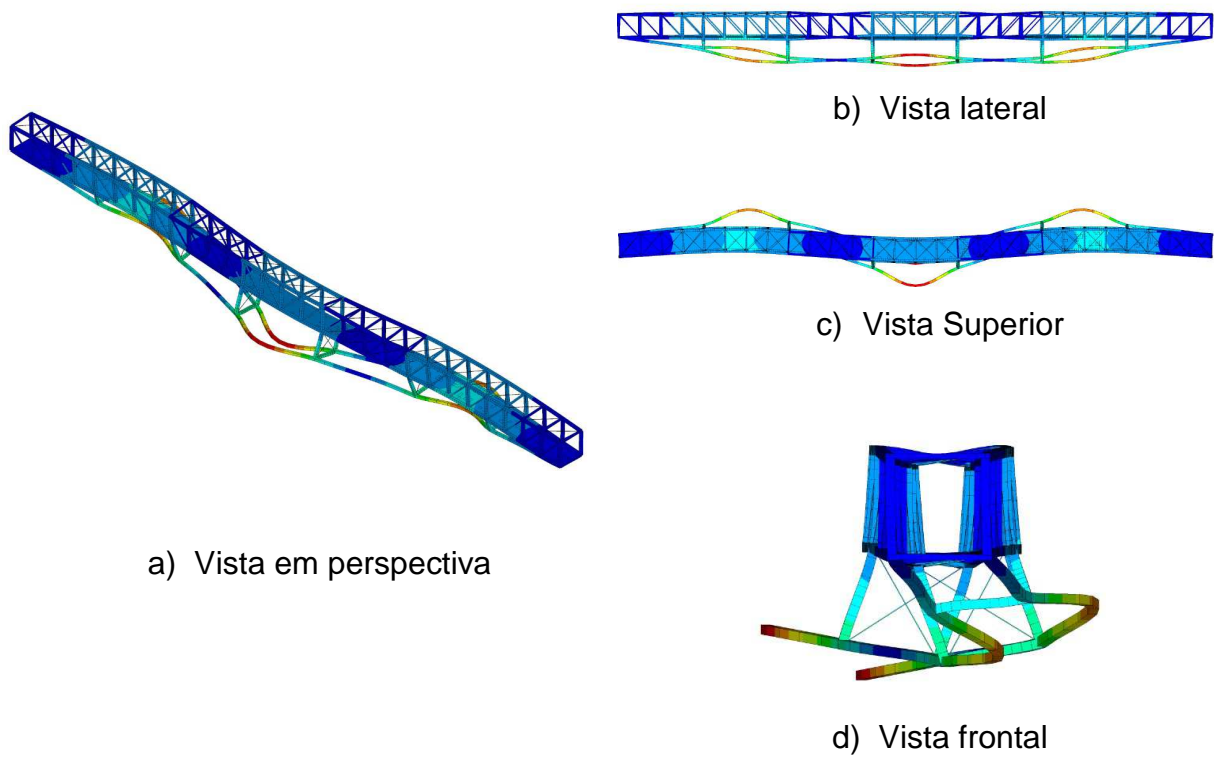 a) Vista em perspectiva
b) Vista lateral
c) Vista Superior
d) Vista frontal